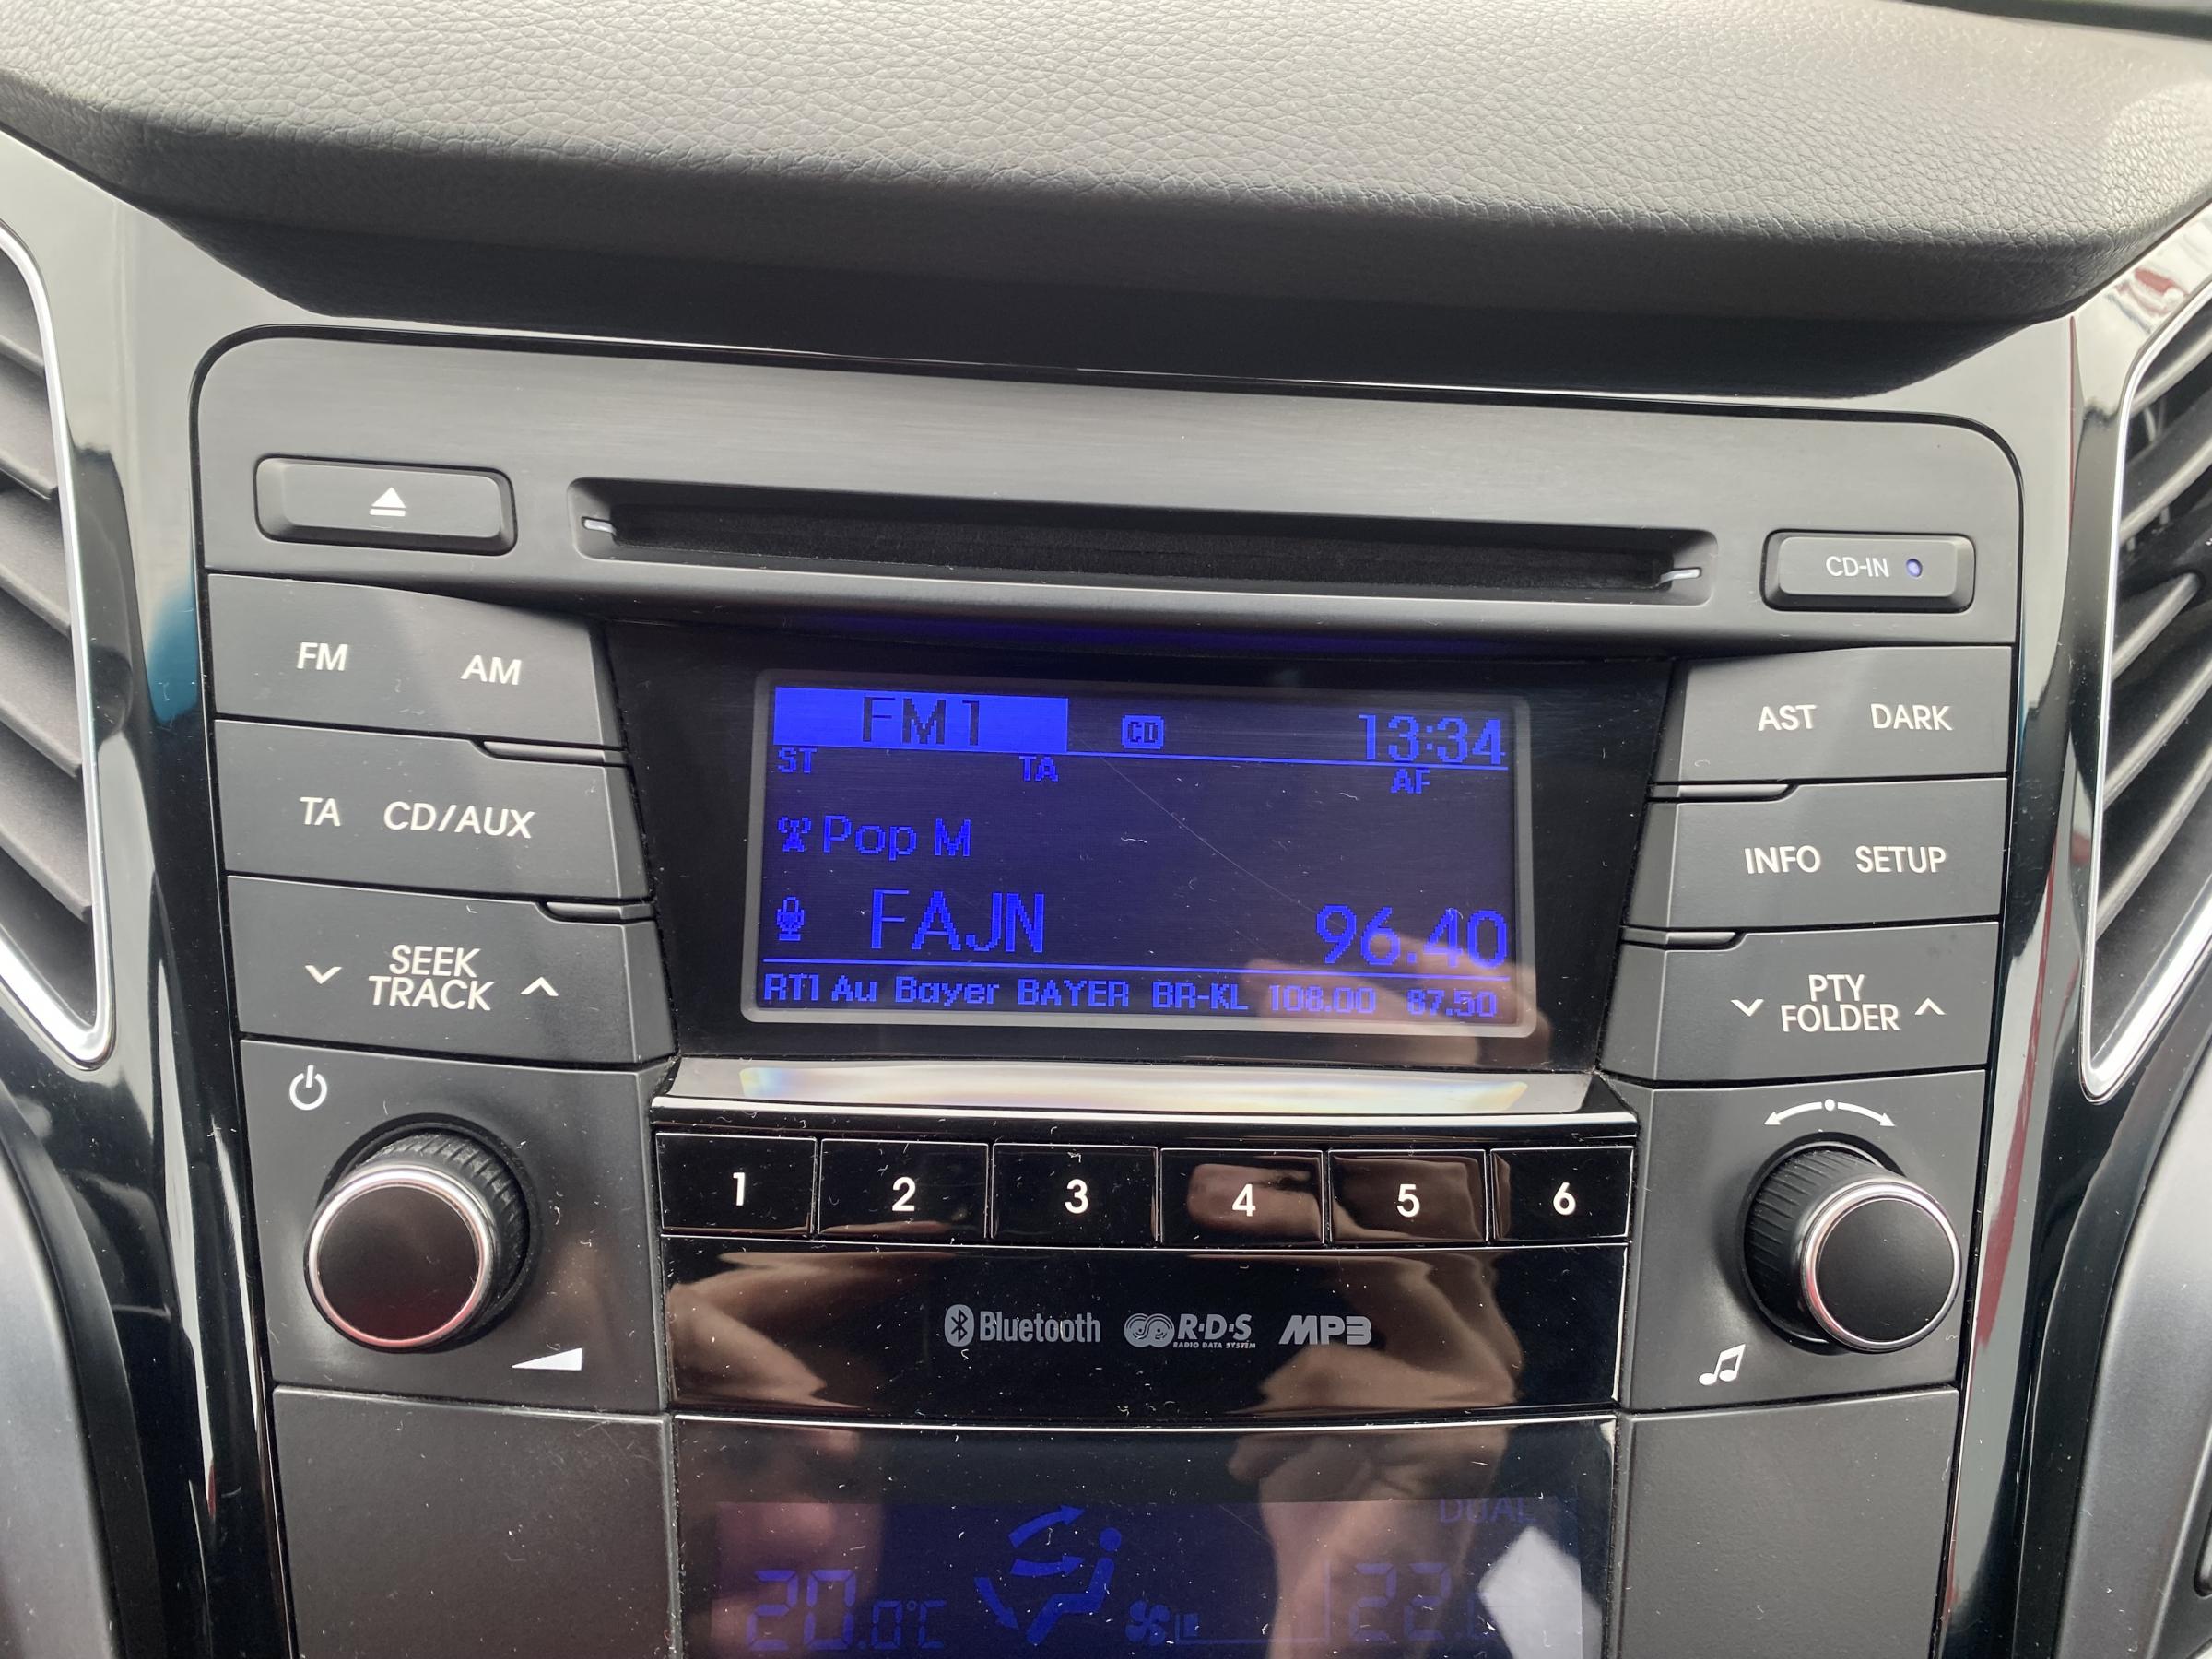 CD-IN
FM AM
AST DARK
FM1 CD 13:34
ST TA AF
TA CD/AUX
Pop M
INFO SETUP
FAJN 96.40
SEEK
TRACK
RT1 Au Bayer BAYER BR-KL 108.00 87.50
PTY
FOLDER
1 2 3 4 5 6
Bluetooth R·D·S MP3
RADIO DATA SYSTEM
DUAL
20.0°C 22.